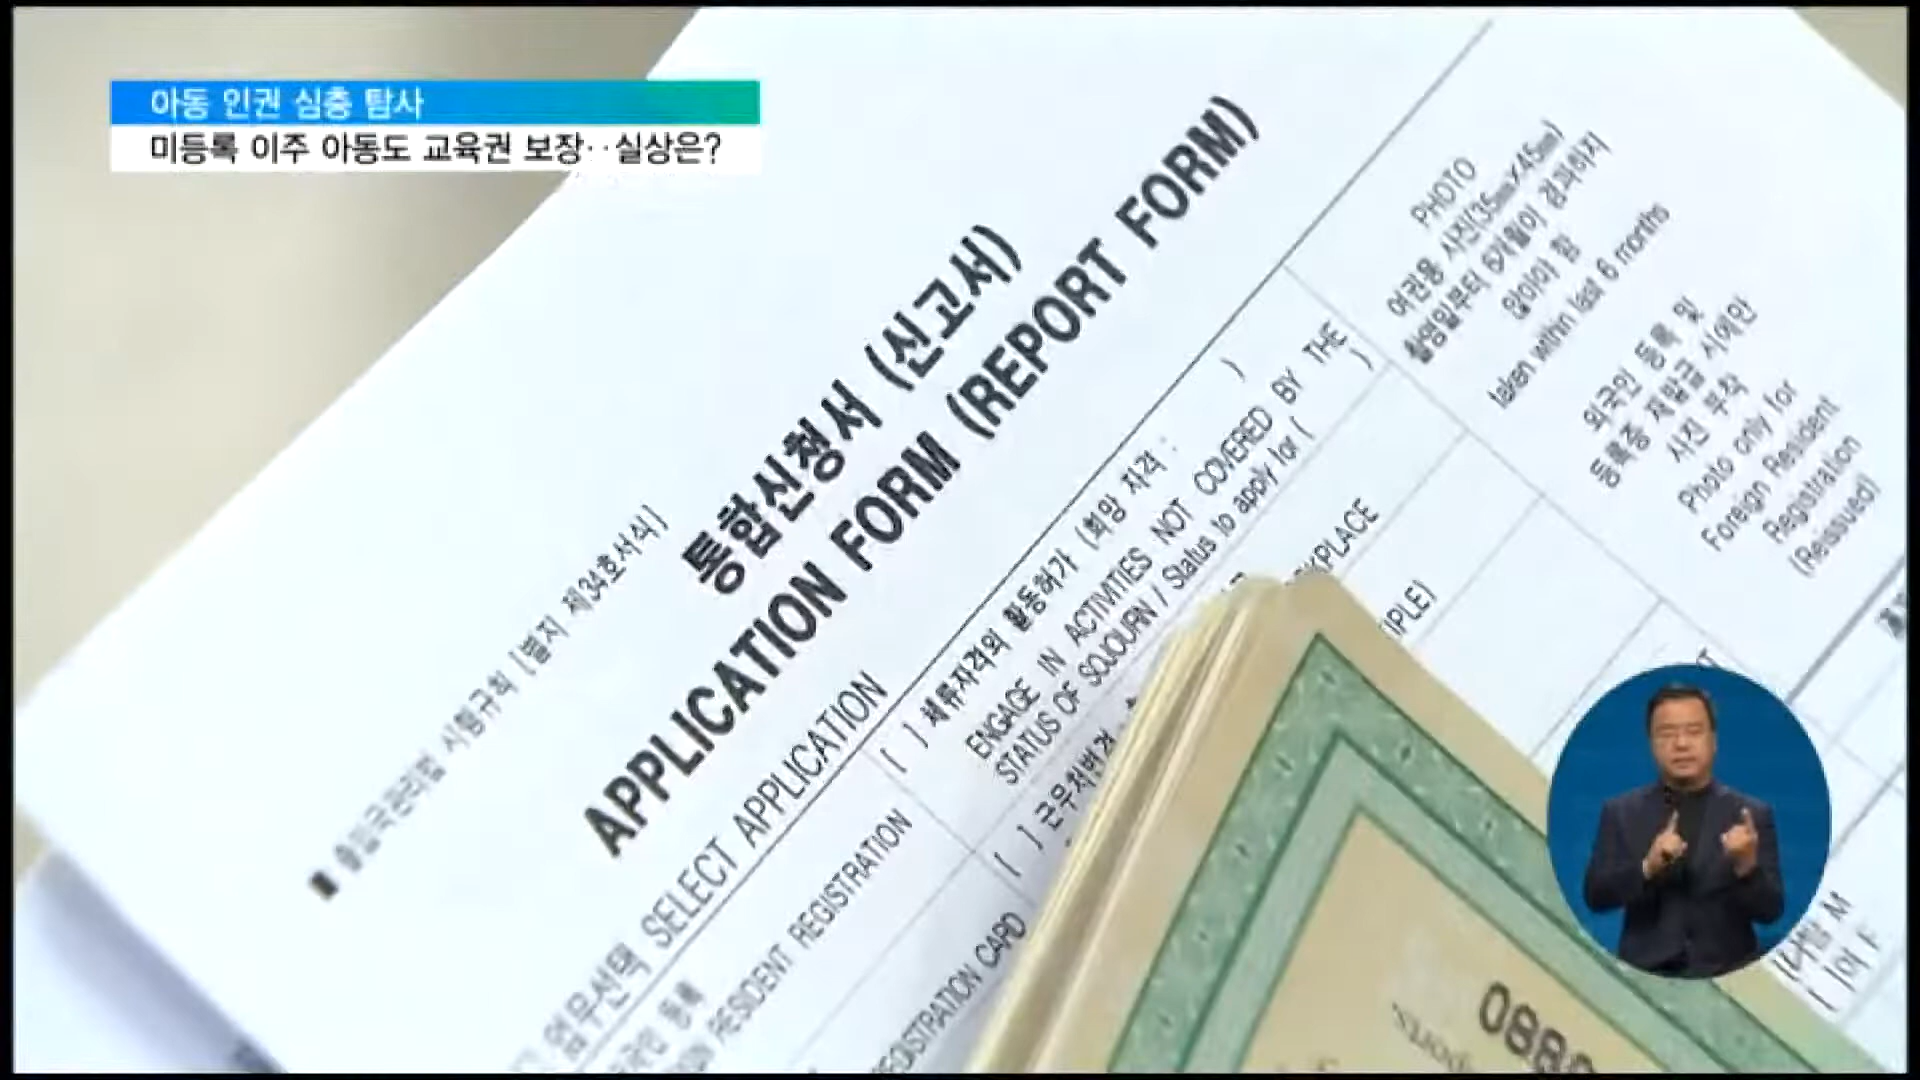 아동 인권 심층 탐사
미등록 이주 아동도 교육권 보장‥실상은?
■ 출입국관리법 시행규칙 [별지 제34호서식]
통합신청서 (신고서)
APPLICATION FORM (REPORT FORM)
업무선택 SELECT APPLICATION
외국인 등록
RESIDENT REGISTRATION
REGISTRATION CARD
[ ] 체류자격외 활동허가 (희망 자격 : )
ENGAGE IN ACTIVITIES NOT COVERED BY THE
STATUS OF SOJOURN / Status to apply for ( )
[ ] 근무처변경
PHOTO
여권용 사진(35㎜×45㎜)
촬영일부터 6개월이 경과하지
않아야 함
taken within last 6 months
외국인 등록 및
등록증 재발급 시에만
사진 부착
Photo only for
Foreign Resident
Registration
(Reissued)
[ ]남 M
[ ]여 F